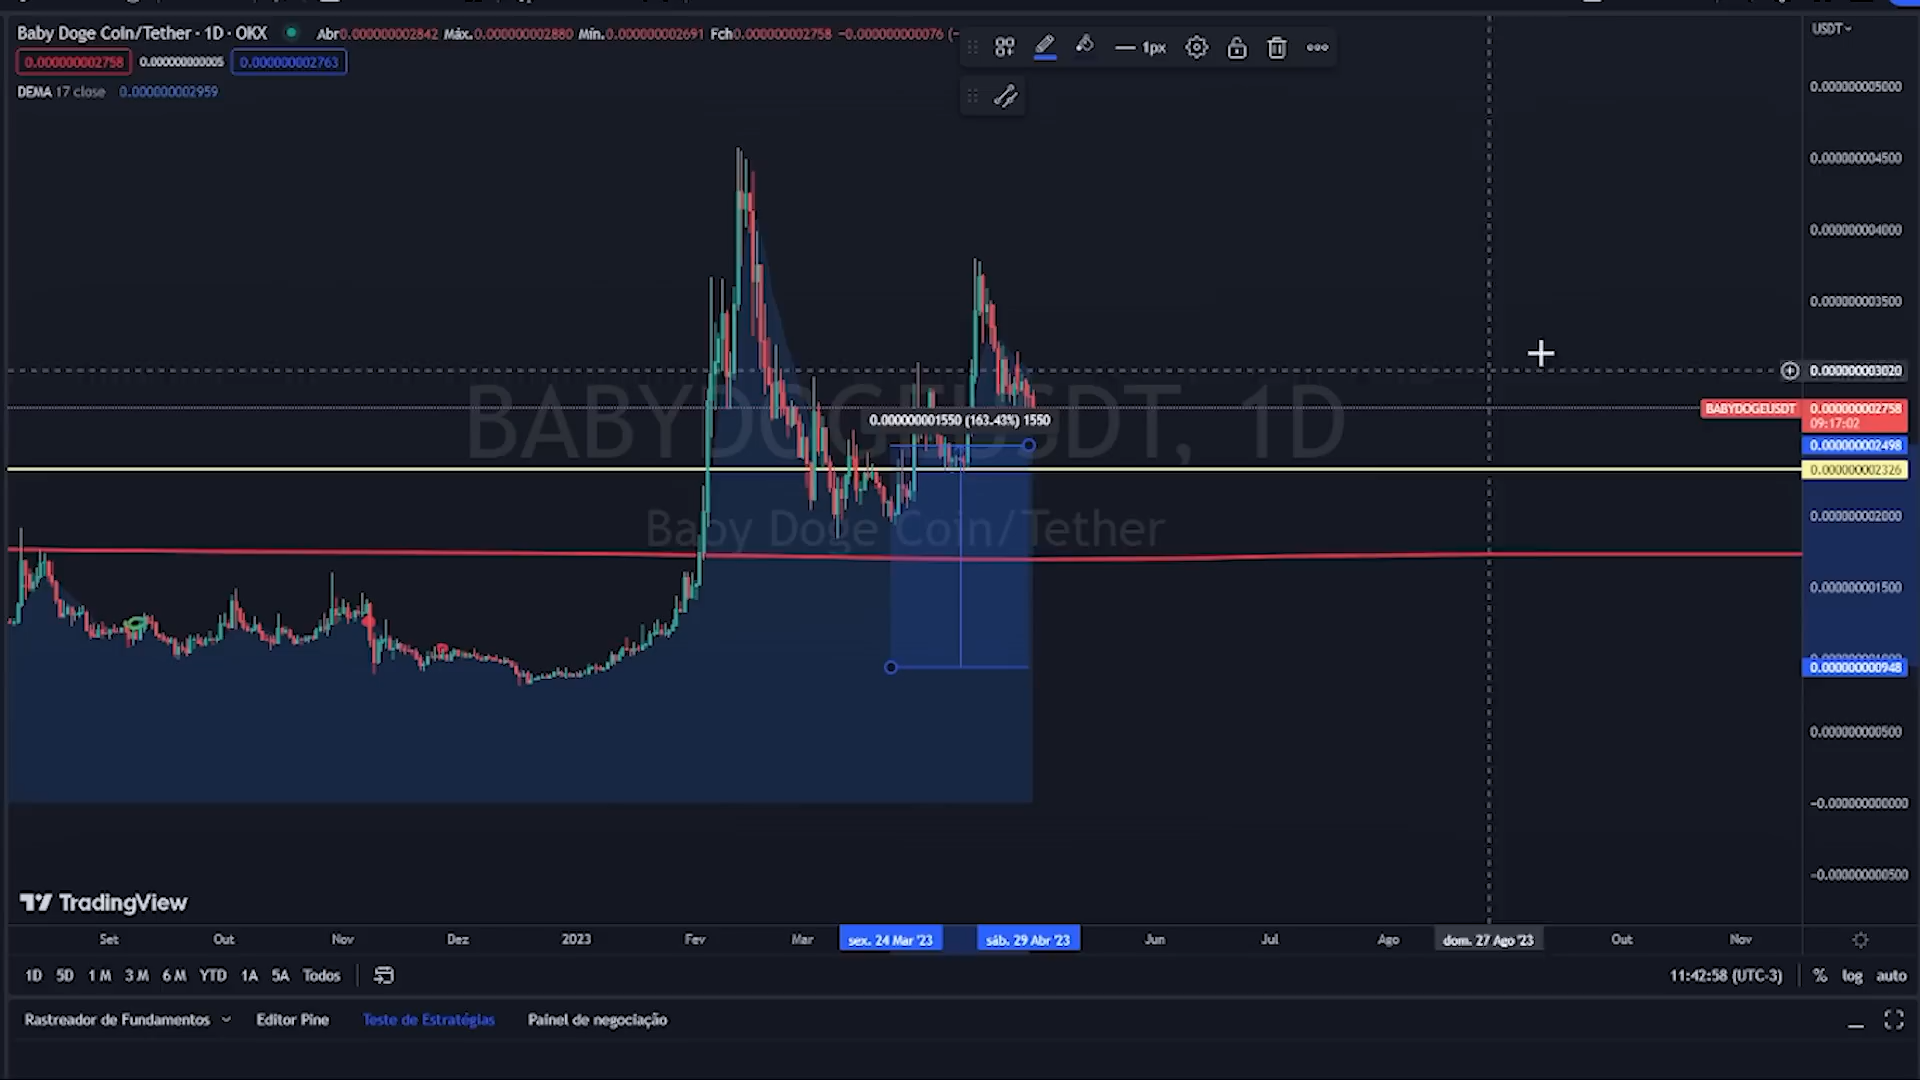 Baby Doge Coin/Tether · 1D · OKX Abr0.000000002842 Máx.0.000000002880 Mín.0.000000002691 Fch0.000000002758 −0.000000000076 (−
0.000000002758 0.000000000005 0.000000002763
DEMA 17 close 0.000000002959
1px
USDT
0.000000005000
0.000000004500
0.000000004000
0.000000003500
0.000000003020
BABYDOGEUSDT 0.000000002758
09:17:02
0.000000002498
0.000000002326
0.000000002000
0.000000001500
0.000000000948
0.000000000500
−0.000000000000
−0.000000000500
BABYDOGEUSDT, 1D
Baby Doge Coin/Tether
0.000000001550 (163.43%) 1550
TradingView
Set Out Nov Dez 2023 Fev Mar sex. 24 Mar '23 sáb. 29 Abr '23 Jun Jul Ago dom. 27 Ago '23 Out Nov
1D 5D 1M 3M 6M YTD 1A 5A Todos 11:42:58 (UTC-3) % log auto
Rastreador de Fundamentos Editor Pine Teste de Estratégias Painel de negociação